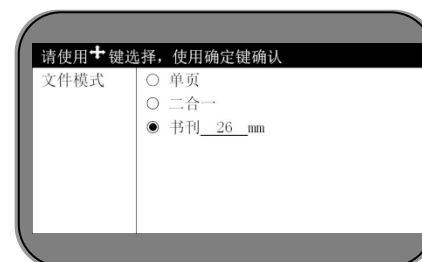 请使用✚键选择，使用确定键确认
文件模式
○ 单页
○ 二合一
◉ 书刊 26 mm